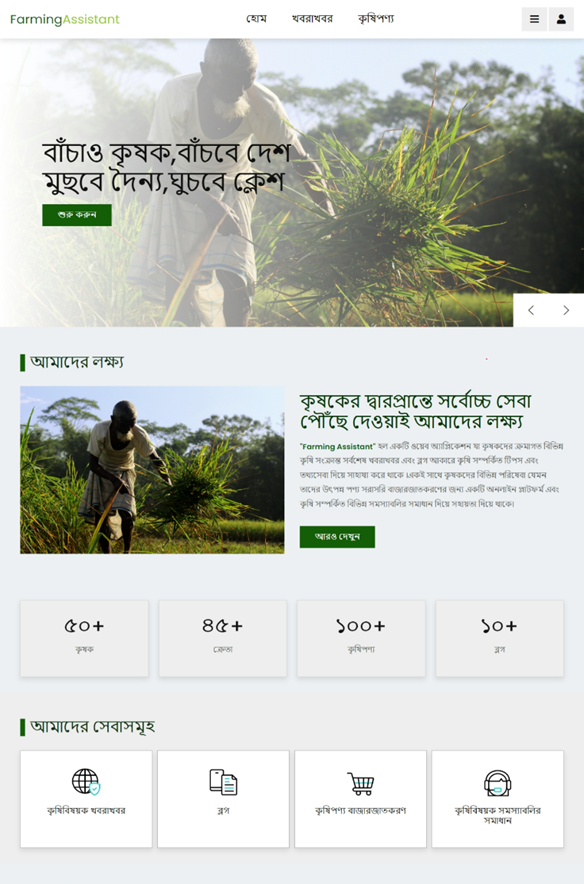 FarmingAssistant
হোম
খবরাখবর
কৃষিপণ্য
বাঁচাও কৃষক,বাঁচবে দেশ
মুছবে দৈন্য,ঘুচবে ক্লেশ
শুরু করুন
আমাদের লক্ষ্য
কৃষকের দ্বারপ্রান্তে সর্বোচ্চ সেবা
পৌঁছে দেওয়াই আমাদের লক্ষ্য
"Farming Assistant" হল একটি ওয়েব অ্যাপ্লিকেশন যা কৃষকদের ক্রমাগত বিভিন্ন
কৃষি সংক্রান্ত সর্বশেষ খবরাখবর এবং ব্লগ আকারে কৃষি সম্পর্কিত টিপস এবং
তথ্যসেবা দিয়ে সাহায্য করে থাকে।একই সাথে কৃষকদের বিভিন্ন পরিষেবা যেমন
তাদের উৎপন্ন পণ্য সরাসরি বাজারজাতকরণের জন্য একটি অনলাইন প্লাটফর্ম এবং
কৃষি সম্পর্কিত বিভিন্ন সমস্যাবলির সমাধান দিয়ে সহায়তা দিয়ে থাকে।
আরও দেখুন
৫০+
কৃষক
৪৫+
ক্রেতা
১০০+
কৃষিপণ্য
১০+
ব্লগ
আমাদের সেবাসমূহ
কৃষিবিষয়ক খবরাখবর
ব্লগ
কৃষিপণ্য বাজারজাতকরণ
কৃষিবিষয়ক সমস্যাবলির
সমাধান